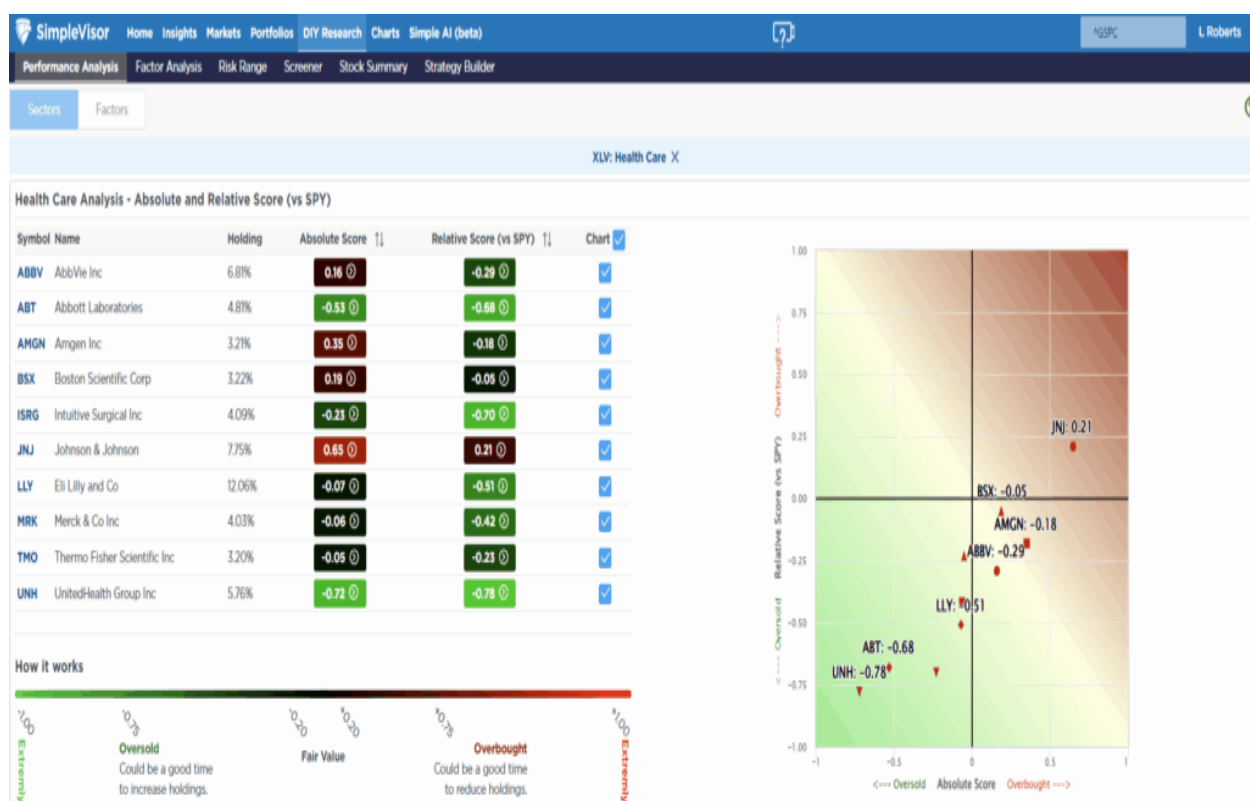 SimpleVisor Home Insights Markets Portfolios DIY Research Charts Simple AI (beta) ^GSPC L Roberts
Performance Analysis Factor Analysis Risk Range Screener Stock Summary Strategy Builder
Sectors Factors
XLV: Health Care X
Health Care Analysis - Absolute and Relative Score (vs SPY)
Symbol Name Holding Absolute Score Relative Score (vs SPY) Chart
ABBV AbbVie Inc 6.81% 0.16 -0.29
ABT Abbott Laboratories 4.81% -0.53 -0.68
AMGN Amgen Inc 3.21% 0.35 -0.18
BSX Boston Scientific Corp 3.22% 0.19 -0.05
ISRG Intuitive Surgical Inc 4.09% -0.23 -0.70
JNJ Johnson & Johnson 7.75% 0.65 0.21
LLY Eli Lilly and Co 12.06% -0.07 -0.51
MRK Merck & Co Inc 4.03% -0.06 -0.42
TMO Thermo Fisher Scientific Inc 3.20% -0.05 -0.23
UNH UnitedHealth Group Inc 5.76% -0.72 -0.78
How it works
-1.00 -0.75 -0.20 +0.20 +0.75 +1.00
Extremely
Oversold
Could be a good time
to increase holdings.
Fair Value
Overbought
Could be a good time
to reduce holdings.
Extremely
1.00
0.75
0.50
0.25
0.00
-0.25
-0.50
-0.75
-1.00
<--- Oversold Relative Score (vs SPY) Overbought --->
JNJ: 0.21
BSX: -0.05
AMGN: -0.18
ABBV: -0.29
LLY: -0.51
ABT: -0.68
UNH: -0.78
-1 -0.5 0 0.5 1
<--- Oversold Absolute Score Overbought --->